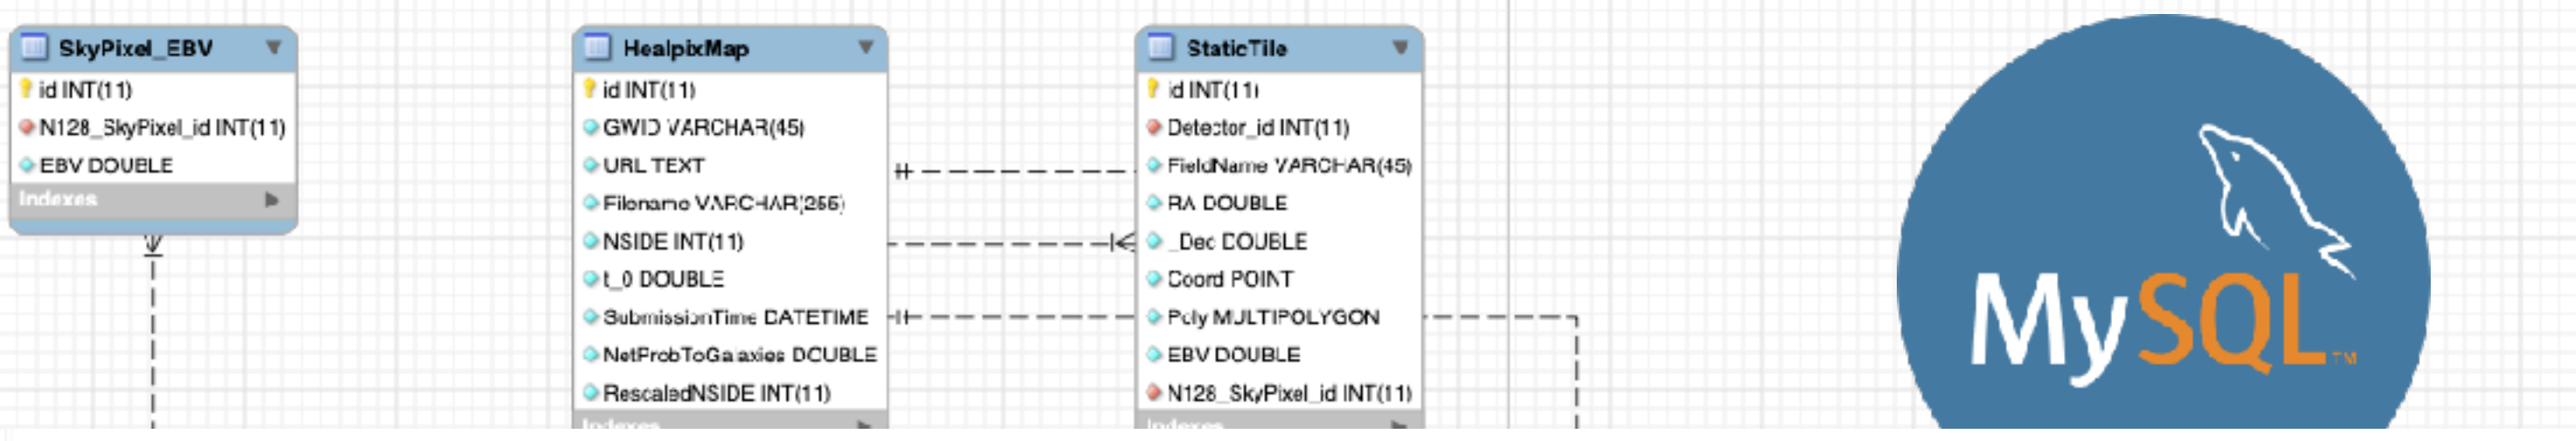 SkyPixel_EBV
id INT(11)
N128_SkyPixel_id INT(11)
EBV DOUBLE
Indexes
HealpixMap
id INT(11)
GWID VARCHAR(45)
URL TEXT
Filename VARCHAR(255)
NSIDE INT(11)
t_0 DOUBLE
SubmissionTime DATETIME
NetProbToGalaxies DOUBLE
RescaledNSIDE INT(11)
Indexes
StaticTile
id INT(11)
Detector_id INT(11)
FieldName VARCHAR(45)
RA DOUBLE
_Dec DOUBLE
Coord POINT
Poly MULTIPOLYGON
EBV DOUBLE
N128_SkyPixel_id INT(11)
Indexes
MySQL™